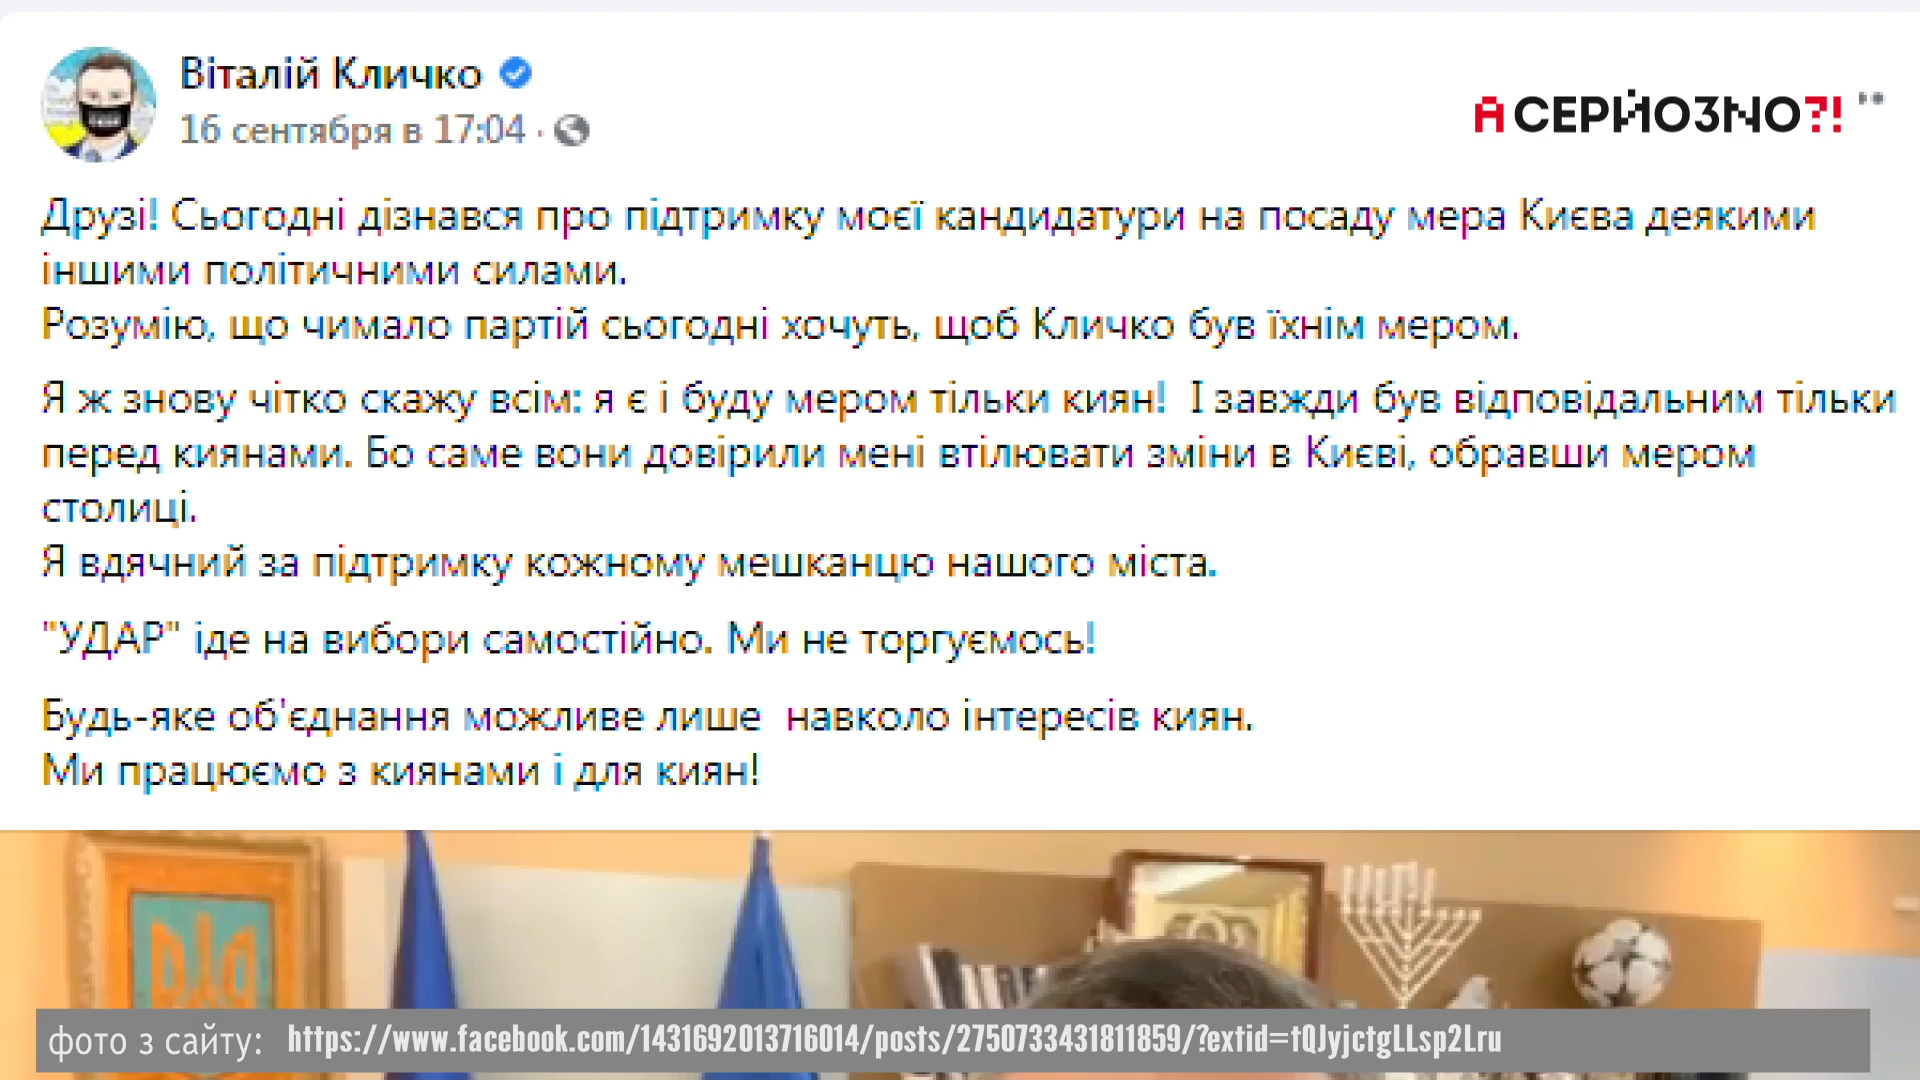 Віталій Кличко
16 сентября в 17:04 ·
А СЕРЙОЗНО?!
Друзі! Сьогодні дізнався про підтримку моєї кандидатури на посаду мера Києва деякими
іншими політичними силами.
Розумію, що чимало партій сьогодні хочуть, щоб Кличко був їхнім мером.
Я ж знову чітко скажу всім: я є і буду мером тільки киян! І завжди був відповідальним тільки
перед киянами. Бо саме вони довірили мені втілювати зміни в Києві, обравши мером
столиці.
Я вдячний за підтримку кожному мешканцю нашого міста.
"УДАР" іде на вибори самостійно. Ми не торгуємось!
Будь-яке об'єднання можливе лише навколо інтересів киян.
Ми працюємо з киянами і для киян!
фото з сайту: https://www.facebook.com/1431692013716014/posts/2750733431811859/?extid=tQJyjctgLLsp2Lru